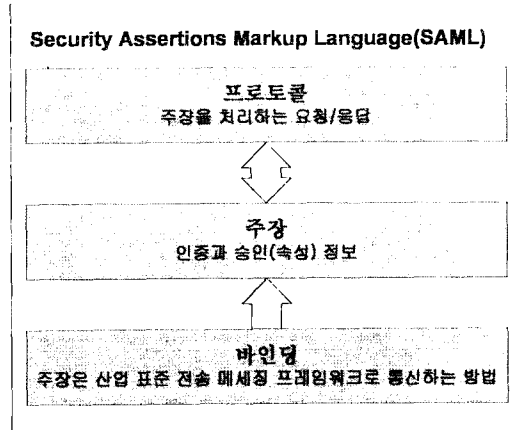 Security Assertions Markup Language(SAML)
프로토콜
주장을 처리하는 요청/응답
주장
인증과 승인(속성) 정보
바인딩
주장은 산업 표준 전송 메세징 프레임워크로 통신하는 방법